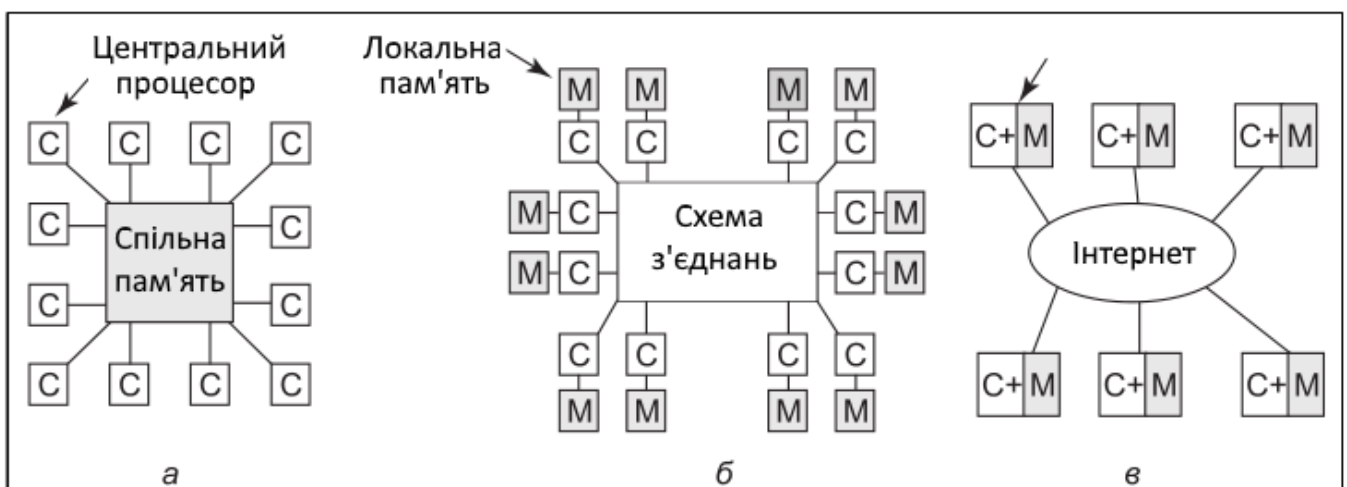 Центральний
процесор
Локальна
пам'ять
C C C C
C C
Спільна
пам'ять
C C
C C C C
а
M M M M
C C C C
M C C M
Схема
з'єднань
M C C M
C C C C
M M M M
б
C+ M C+ M C+ M
Інтернет
C+ M C+ M C+ M
в